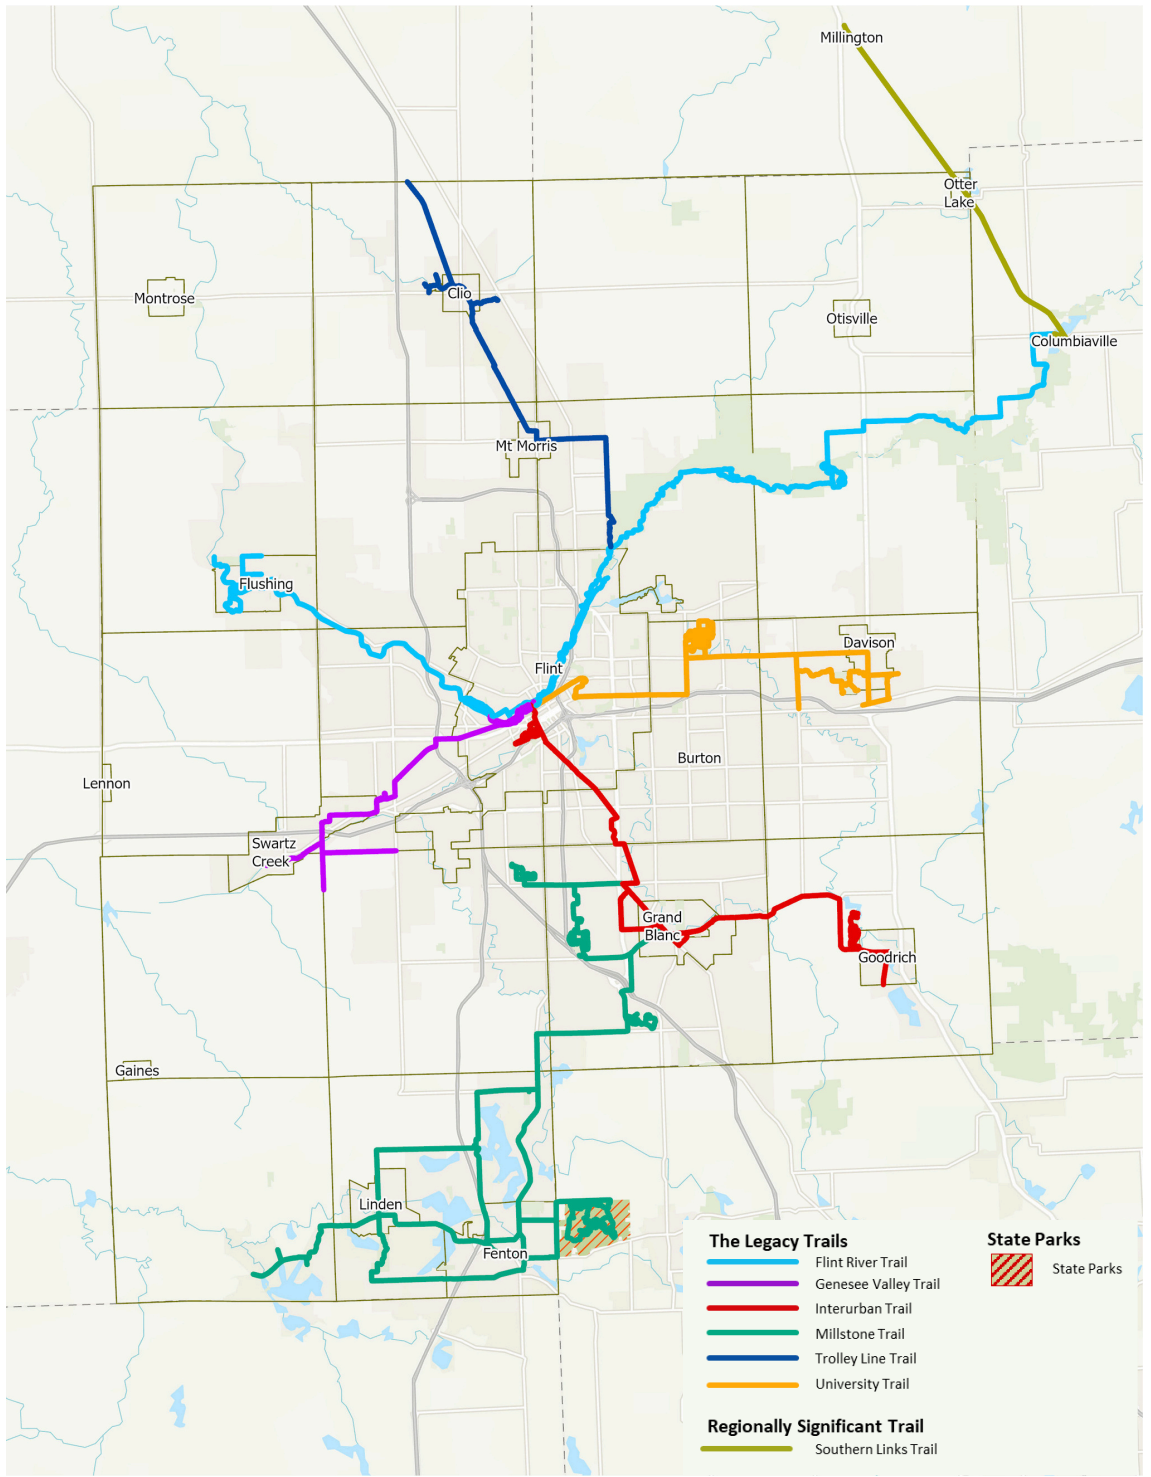 Millington
Otter
Lake
Montrose
Clio
Otisville
Columbiaville
Mt Morris
Flushing
Davison
Flint
Burton
Lennon
Swartz
Creek
Grand
Blanc
Goodrich
Gaines
Linden
Fenton
The Legacy Trails
Flint River Trail
Genesee Valley Trail
Interurban Trail
Millstone Trail
Trolley Line Trail
University Trail
Regionally Significant Trail
Southern Links Trail
State Parks
State Parks